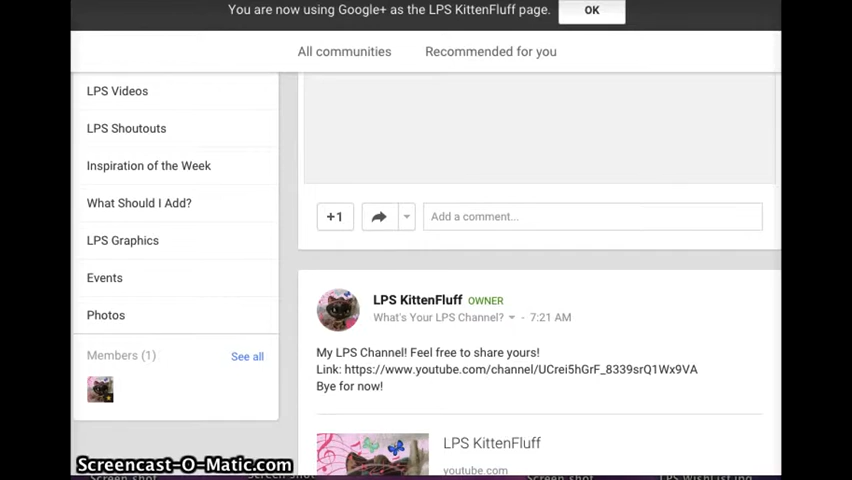 You are now using Google+ as the LPS KittenFluff page.
OK
All communities
Recommended for you
LPS Videos
LPS Shoutouts
Inspiration of the Week
What Should I Add?
LPS Graphics
Events
Photos
Members (1)
See all
+1
Add a comment...
LPS KittenFluff OWNER
What's Your LPS Channel? - 7:21 AM
My LPS Channel! Feel free to share yours!
Link: https://www.youtube.com/channel/UCrei5hGrF_8339srQ1Wx9VA
Bye for now!
LPS KittenFluff
youtube.com
Screencast-O-Matic.com